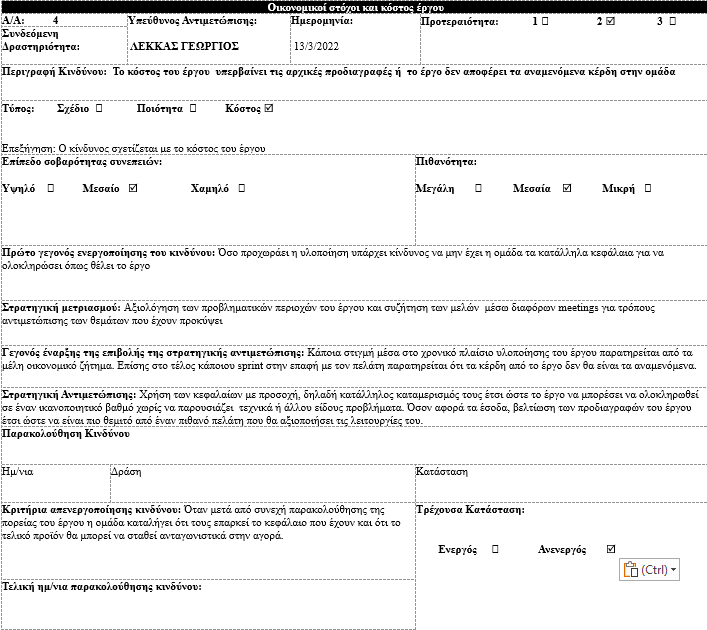 Οικονομικοί στόχοι και κόστος έργου
Α/Α: 4 Υπεύθυνος Αντιμετώπισης: Ημερομηνία: Προτεραιότητα: 1 ☐ 2 ☑ 3 ☐
Συνδεόμενη
Δραστηριότητα: ΛΕΚΚΑΣ ΓΕΩΡΓΙΟΣ 13/3/2022
Περιγραφή Κινδύνου: Το κόστος του έργου υπερβαίνει τις αρχικές προδιαγραφές ή το έργο δεν αποφέρει τα αναμενόμενα κέρδη στην ομάδα
Τύπος: Σχέδιο ☐ Ποιότητα ☐ Κόστος ☑
Επεξήγηση: Ο κίνδυνος σχετίζεται με το κόστος του έργου
Επίπεδο σοβαρότητας συνεπειών: Πιθανότητα:
Υψηλό ☐ Μεσαίο ☑ Χαμηλό ☐ Μεγάλη ☐ Μεσαία ☑ Μικρή ☐
Πρώτο γεγονός ενεργοποίησης του κινδύνου: Όσο προχωράει η υλοποίηση υπάρχει κίνδυνος να μην έχει η ομάδα τα κατάλληλα κεφάλαια για να
ολοκληρώσει όπως θέλει το έργο
Στρατηγική μετριασμού: Αξιολόγηση των προβληματικών περιοχών του έργου και συζήτηση των μελών μέσω διαφόρων meetings για τρόπους
αντιμετώπισης των θεμάτων που έχουν προκύψει
Γεγονός έναρξης της επιβολής της στρατηγικής αντιμετώπισης: Κάποια στιγμή μέσα στο χρονικό πλαίσιο υλοποίησης του έργου παρατηρείται από τα
μέλη οικονομικό ζήτημα. Επίσης στο τέλος κάποιου sprint στην επαφή με τον πελάτη παρατηρείται ότι τα κέρδη από το έργο δεν θα είναι τα αναμενόμενα.
Στρατηγική Αντιμετώπισης: Χρήση των κεφαλαίων με προσοχή, δηλαδή κατάλληλος καταμερισμός τους έτσι ώστε το έργο να μπορέσει να ολοκληρωθεί
σε έναν ικανοποιητικό βαθμό χωρίς να παρουσιάζει τεχνικά ή άλλου είδους προβλήματα. Όσον αφορά τα έσοδα, βελτίωση των προδιαγραφών του έργου
έτσι ώστε να είναι πιο θεμιτό από έναν πιθανό πελάτη που θα αξιοποιήσει τις λειτουργίες του.
Παρακολούθηση Κινδύνου
Ημ/νια Δράση Κατάσταση
Κριτήρια απενεργοποίησης κινδύνου: Όταν μετά από συνεχή παρακολούθησης της
πορείας του έργου η ομάδα καταλήγει ότι τους επαρκεί το κεφάλαιο που έχουν και ότι το
τελικό προϊόν θα μπορεί να σταθεί ανταγωνιστικά στην αγορά.
Τρέχουσα Κατάσταση:
Ενεργός ☐ Ανενεργός ☑
(Ctrl)
Τελική ημ/νια παρακολούθησης κινδύνου: